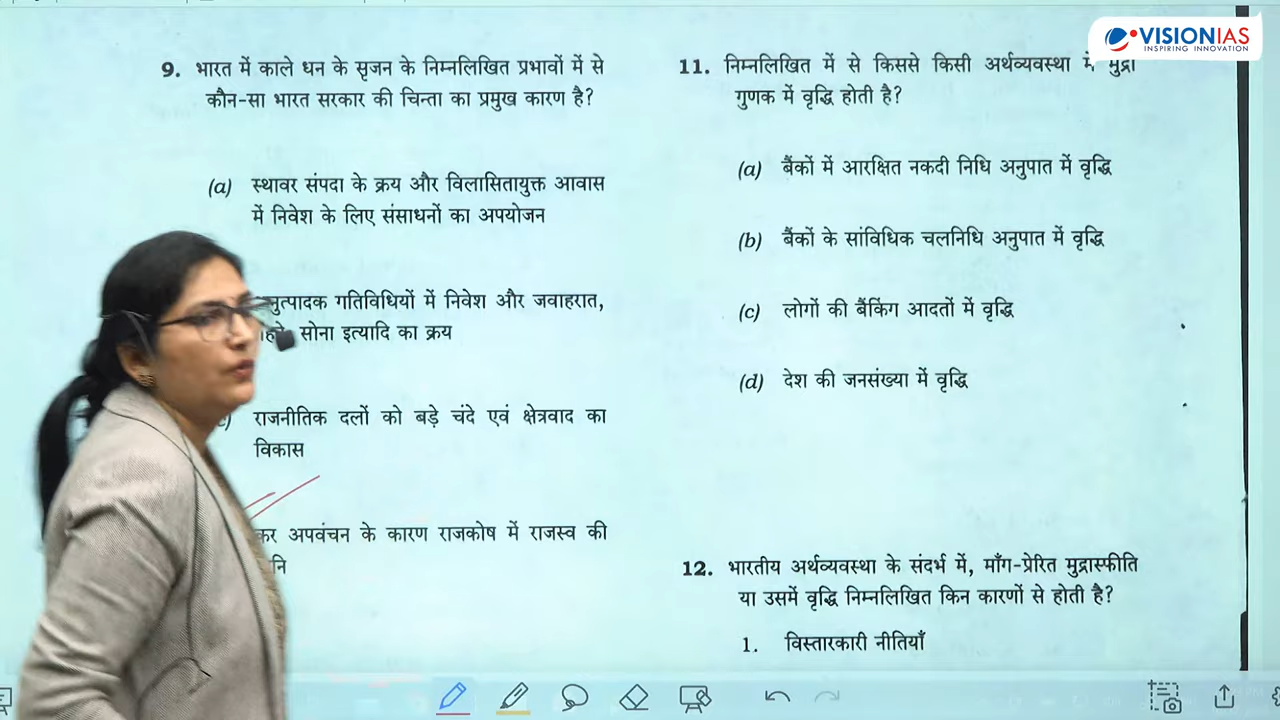 VISIONIAS
INSPIRING INNOVATION
9. भारत में काले धन के सृजन के निम्नलिखित प्रभावों में से
कौन-सा भारत सरकार की चिन्ता का प्रमुख कारण है?
(a) स्थावर संपदा के क्रय और विलासितायुक्त आवास
में निवेश के लिए संसाधनों का अपयोजन
गतिविधियों में निवेश और जवाहरात,
सोना इत्यादि का क्रय
राजनीतिक दलों को बड़े चंदे एवं क्षेत्रवाद का
विकास
कर अपवंचन के कारण राजकोष में राजस्व की
11. निम्नलिखित में से किससे किसी अर्थव्यवस्था में मुद्रा
गुणक में वृद्धि होती है?
(a) बैंकों में आरक्षित नकदी निधि अनुपात में वृद्धि
(b) बैंकों के सांविधिक चलनिधि अनुपात में वृद्धि
(c) लोगों की बैंकिंग आदतों में वृद्धि
(d) देश की जनसंख्या में वृद्धि
12. भारतीय अर्थव्यवस्था के संदर्भ में, माँग-प्रेरित मुद्रास्फीति
या उसमें वृद्धि निम्नलिखित किन कारणों से होती है?
1. विस्तारकारी नीतियाँ